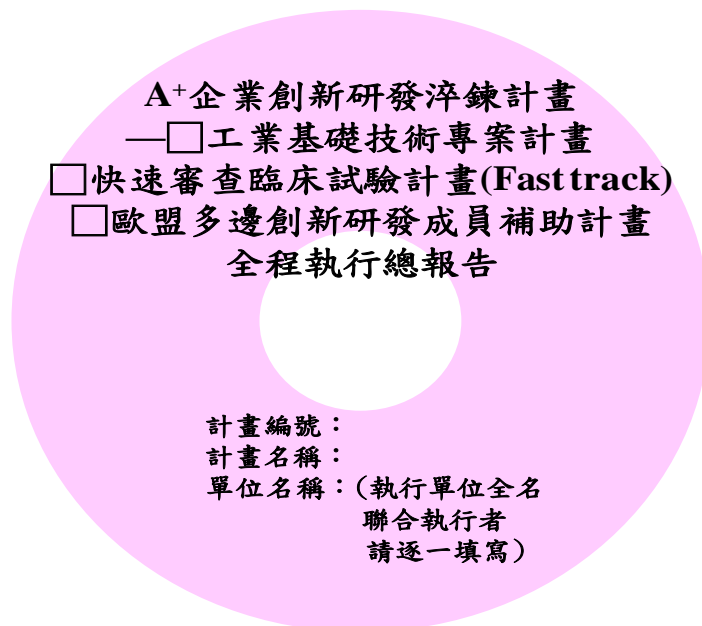 A⁺企業創新研發淬鍊計畫
—□工業基礎技術專案計畫
□快速審查臨床試驗計畫(Fast track)
□歐盟多邊創新研發成員補助計畫
全程執行總報告
計畫編號：
計畫名稱：
單位名稱：（執行單位全名
聯合執行者
請逐一填寫）